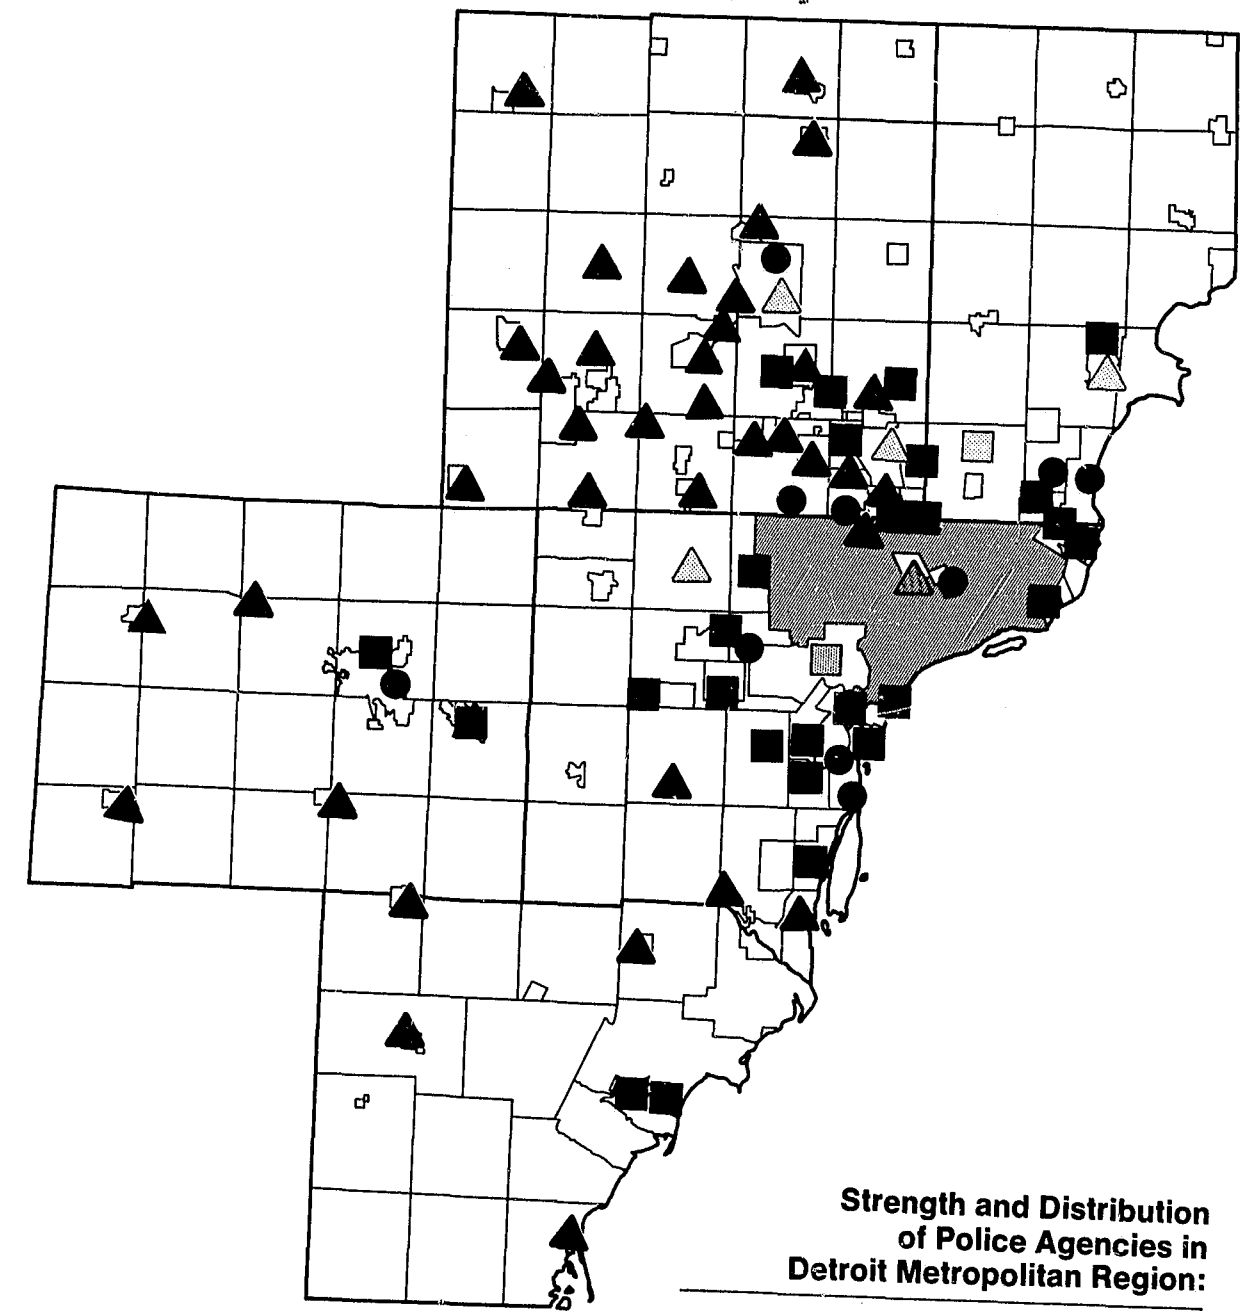 Strength and Distribution
of Police Agencies in
Detroit Metropolitan Region: